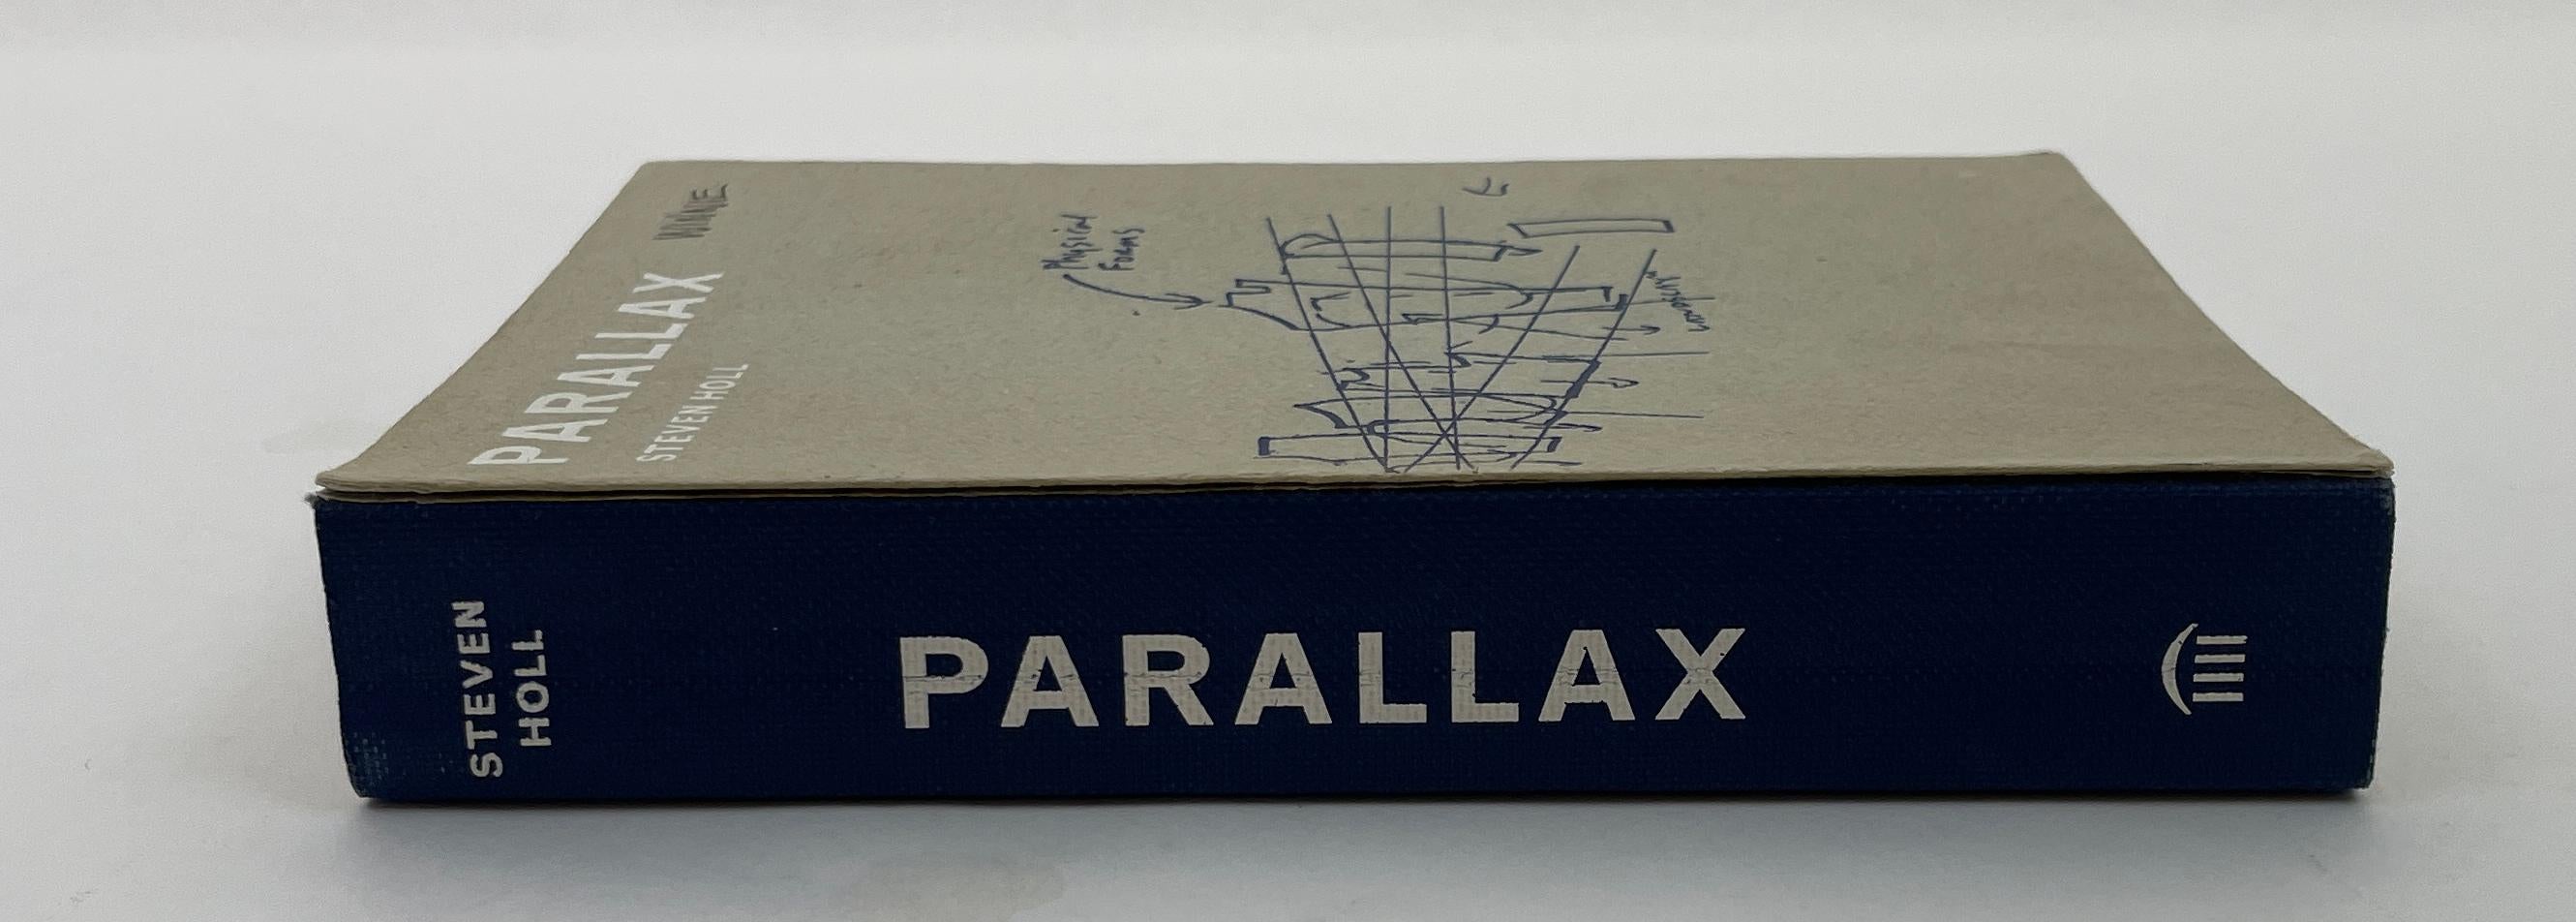 PARALLAX
STEVEN HOLL
Physical
Forms
STEVEN
HOLL
PARALLAX